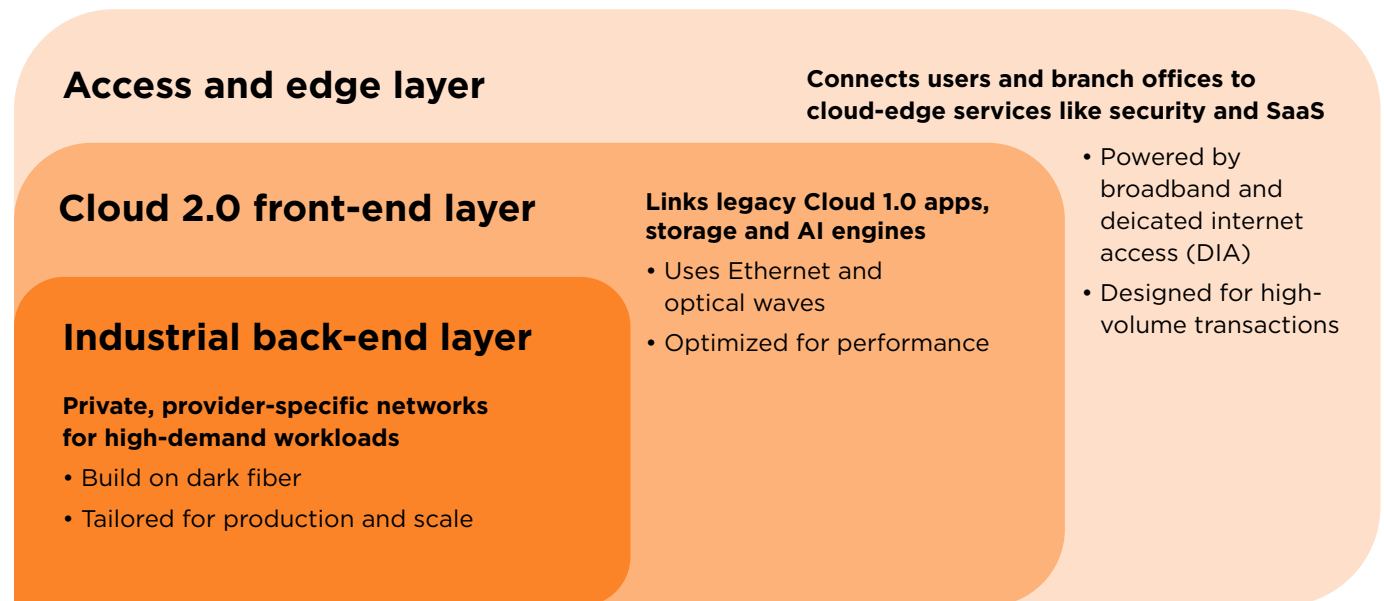 Access and edge layer
Connects users and branch offices to
cloud-edge services like security and SaaS
• Powered by
broadband and
deicated internet
access (DIA)
• Designed for high-
volume transactions
Cloud 2.0 front-end layer
Links legacy Cloud 1.0 apps,
storage and AI engines
• Uses Ethernet and
optical waves
• Optimized for performance
Industrial back-end layer
Private, provider-specific networks
for high-demand workloads
• Build on dark fiber
• Tailored for production and scale